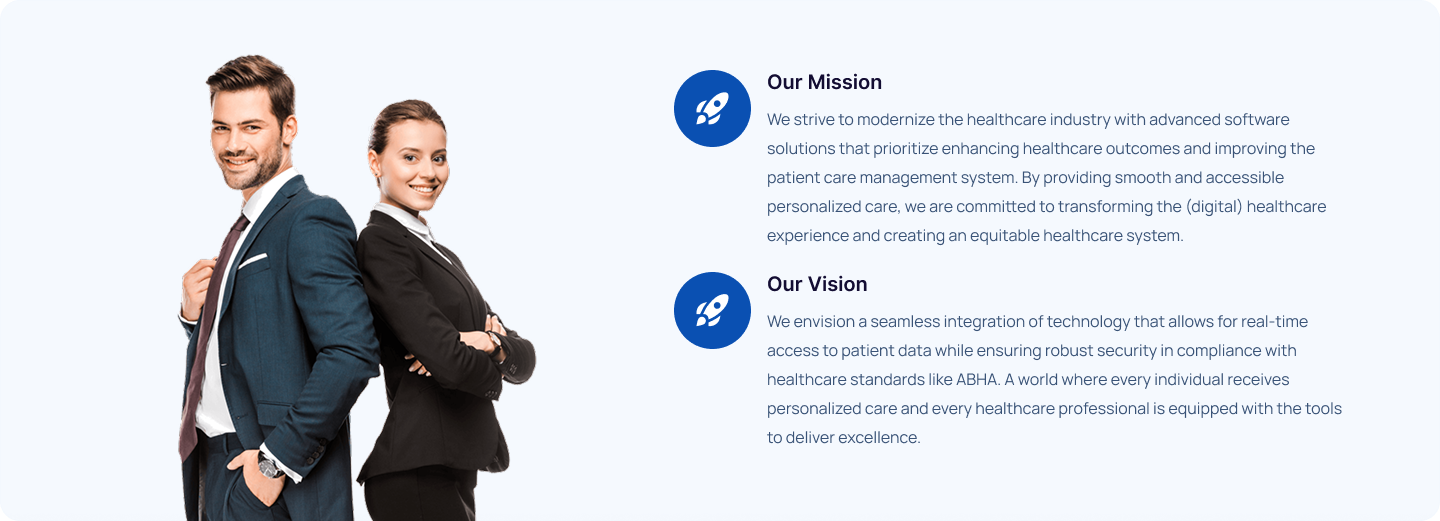 Our Mission
We strive to modernize the healthcare industry with advanced software
solutions that prioritize enhancing healthcare outcomes and improving the
patient care management system. By providing smooth and accessible
personalized care, we are committed to transforming the (digital) healthcare
experience and creating an equitable healthcare system.
Our Vision
We envision a seamless integration of technology that allows for real-time
access to patient data while ensuring robust security in compliance with
healthcare standards like ABHA. A world where every individual receives
personalized care and every healthcare professional is equipped with the tools
to deliver excellence.